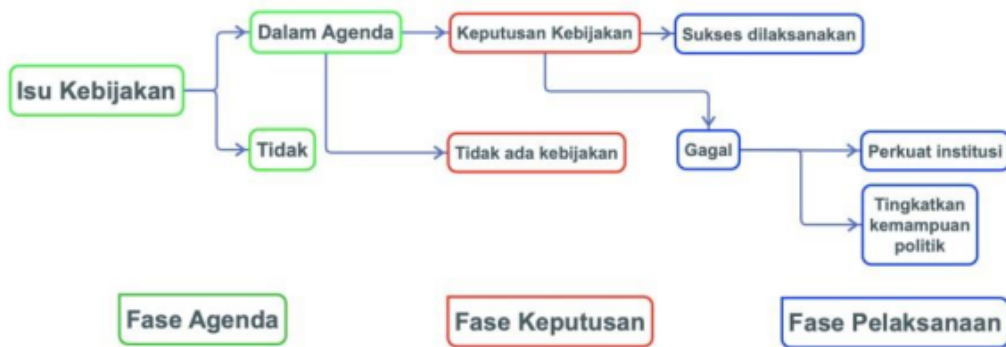 Dalam Agenda
Keputusan Kebijakan
Sukses dilaksanakan
Isu Kebijakan
Tidak
Tidak ada kebijakan
Gagal
Perkuat institusi
Tingkatkan
kemampuan
politik
Fase Agenda
Fase Keputusan
Fase Pelaksanaan